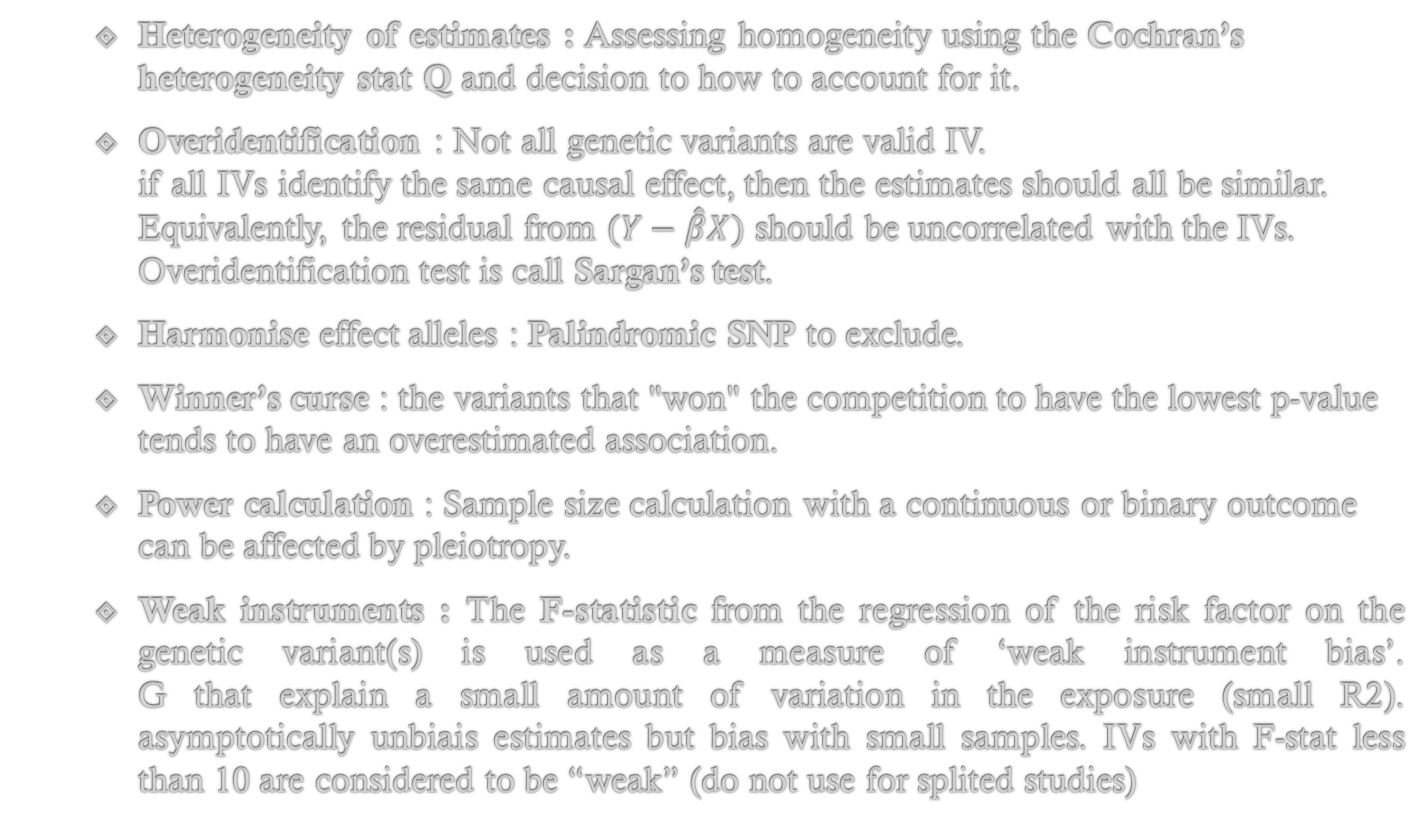 ❖ Heterogeneity of estimates : Assessing homogeneity using the Cochran’s
heterogeneity stat Q and decision to how to account for it.
❖ Overidentification : Not all genetic variants are valid IV.
if all IVs identify the same causal effect, then the estimates should all be similar.
Equivalently, the residual from (Y − β̂X) should be uncorrelated with the IVs.
Overidentification test is call Sargan’s test.
❖ Harmonise effect alleles : Palindromic SNP to exclude.
❖ Winner’s curse : the variants that "won" the competition to have the lowest p-value
tends to have an overestimated association.
❖ Power calculation : Sample size calculation with a continuous or binary outcome
can be affected by pleiotropy.
❖ Weak instruments : The F-statistic from the regression of the risk factor on the
genetic variant(s) is used as a measure of ‘weak instrument bias’.
G that explain a small amount of variation in the exposure (small R2).
asymptotically unbiais estimates but bias with small samples. IVs with F-stat less
than 10 are considered to be “weak” (do not use for splited studies)